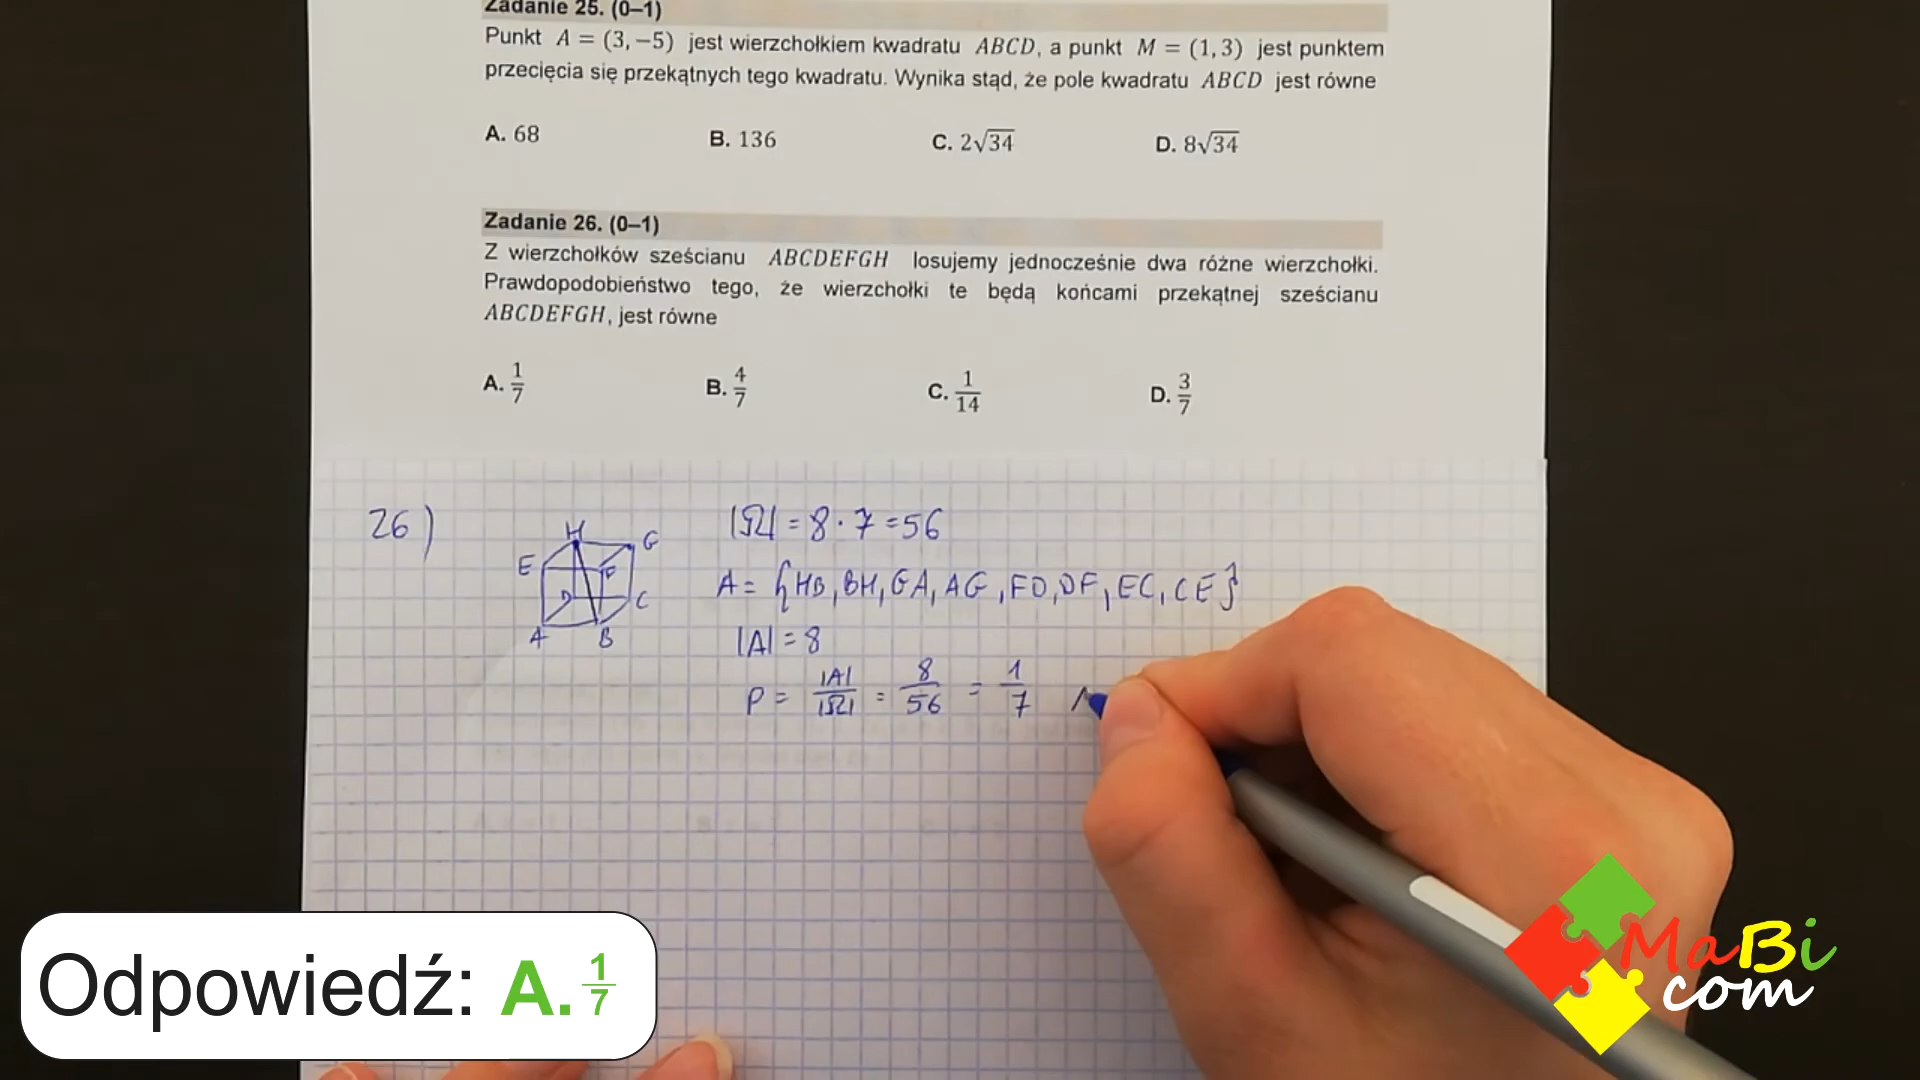 Zadanie 25. (0–1)
Punkt A = (3, −5) jest wierzchołkiem kwadratu ABCD, a punkt M = (1, 3) jest punktem
przecięcia się przekątnych tego kwadratu. Wynika stąd, że pole kwadratu ABCD jest równe
A. 68 B. 136 C. 2√34 D. 8√34
Zadanie 26. (0–1)
Z wierzchołków sześcianu ABCDEFGH losujemy jednocześnie dwa różne wierzchołki.
Prawdopodobieństwo tego, że wierzchołki te będą końcami przekątnej sześcianu
ABCDEFGH, jest równe
A. 1/7 B. 4/7 C. 1/14 D. 3/7
26)
H G
E F
D C
A B
|Ω| = 8 · 7 = 56
A = {HB, BH, GA, AG, FD, DF, EC, CE}
|A| = 8
P = |A|/|Ω| = 8/56 = 1/7
Odpowiedź: A. 1/7
MaBi
com